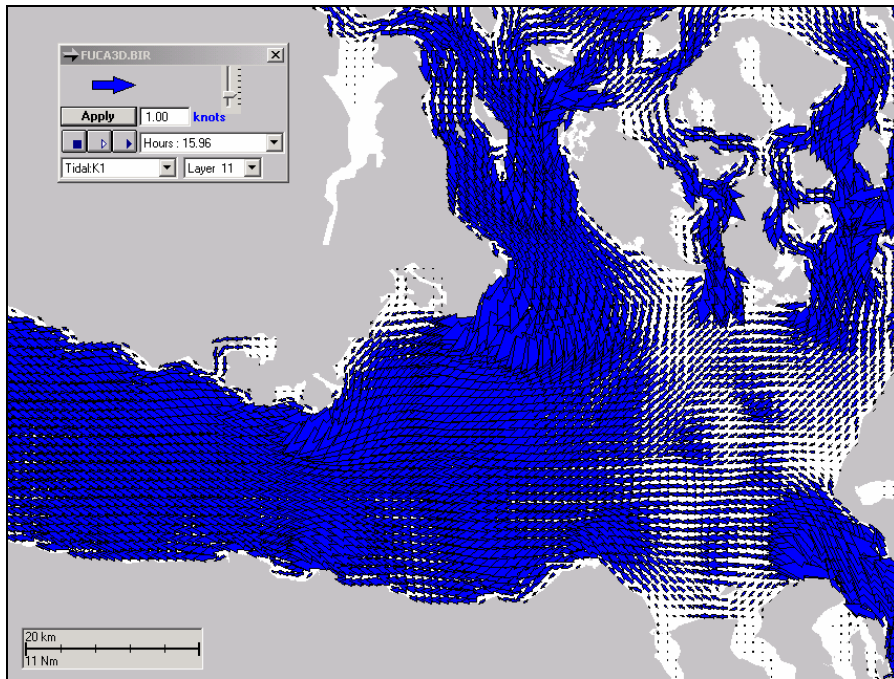 FUCA3D.BIR
Apply 1.00 knots
Hours : 15.96
Tidal:K1 Layer 11
20 km
11 Nm